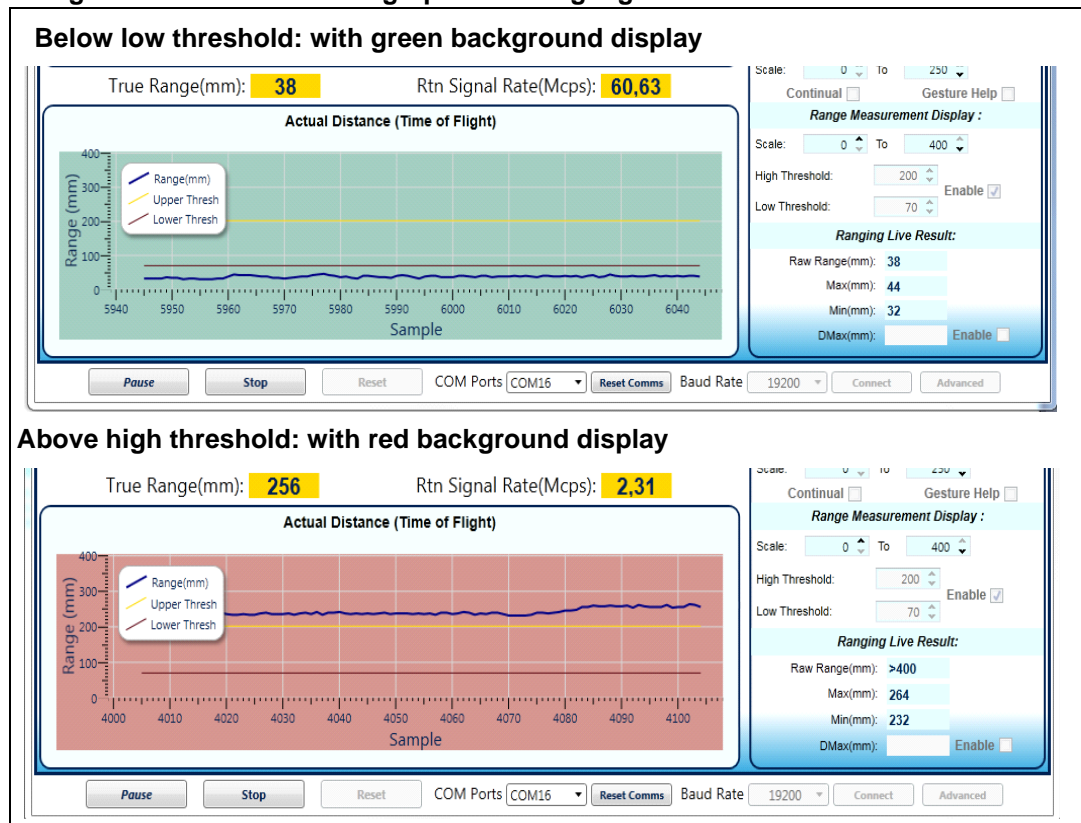 Below low threshold: with green background display
True Range(mm): 38 Rtn Signal Rate(Mcps): 60,63
Scale: 0 To 250
Continual Gesture Help
Actual Distance (Time of Flight)
Range Measurement Display :
Scale: 0 To 400
High Threshold: 200
Enable
Low Threshold: 70
Range (mm)
400
300
200
100
0
Range(mm)
Upper Thresh
Lower Thresh
5940 5950 5960 5970 5980 5990 6000 6010 6020 6030 6040
Sample
Ranging Live Result:
Raw Range(mm): 38
Max(mm): 44
Min(mm): 32
DMax(mm): Enable
Pause Stop Reset COM Ports COM16 Reset Comms Baud Rate 19200 Connect Advanced
Above high threshold: with red background display
True Range(mm): 256 Rtn Signal Rate(Mcps): 2,31
Scale: 0 To 250
Continual Gesture Help
Actual Distance (Time of Flight)
Range Measurement Display :
Scale: 0 To 400
High Threshold: 200
Enable
Low Threshold: 70
Range (mm)
400
300
200
100
0
Range(mm)
Upper Thresh
Lower Thresh
4000 4010 4020 4030 4040 4050 4060 4070 4080 4090 4100
Sample
Ranging Live Result:
Raw Range(mm): >400
Max(mm): 264
Min(mm): 232
DMax(mm): Enable
Pause Stop Reset COM Ports COM16 Reset Comms Baud Rate 19200 Connect Advanced